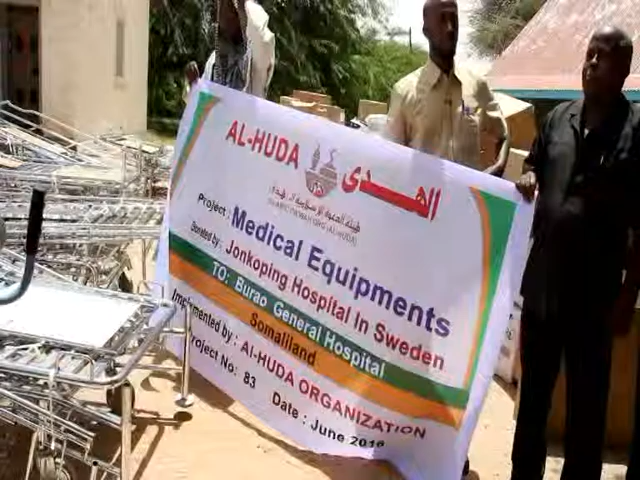 AL-HUDA الهدى
Project : Medical Equipments
Donated by: Jonkoping Hospital In Sweden
TO: Burao General Hospital
Somaliland
Implemented by : Al-HUDA ORGANIZATION
Project No: 83
Date : June 2016